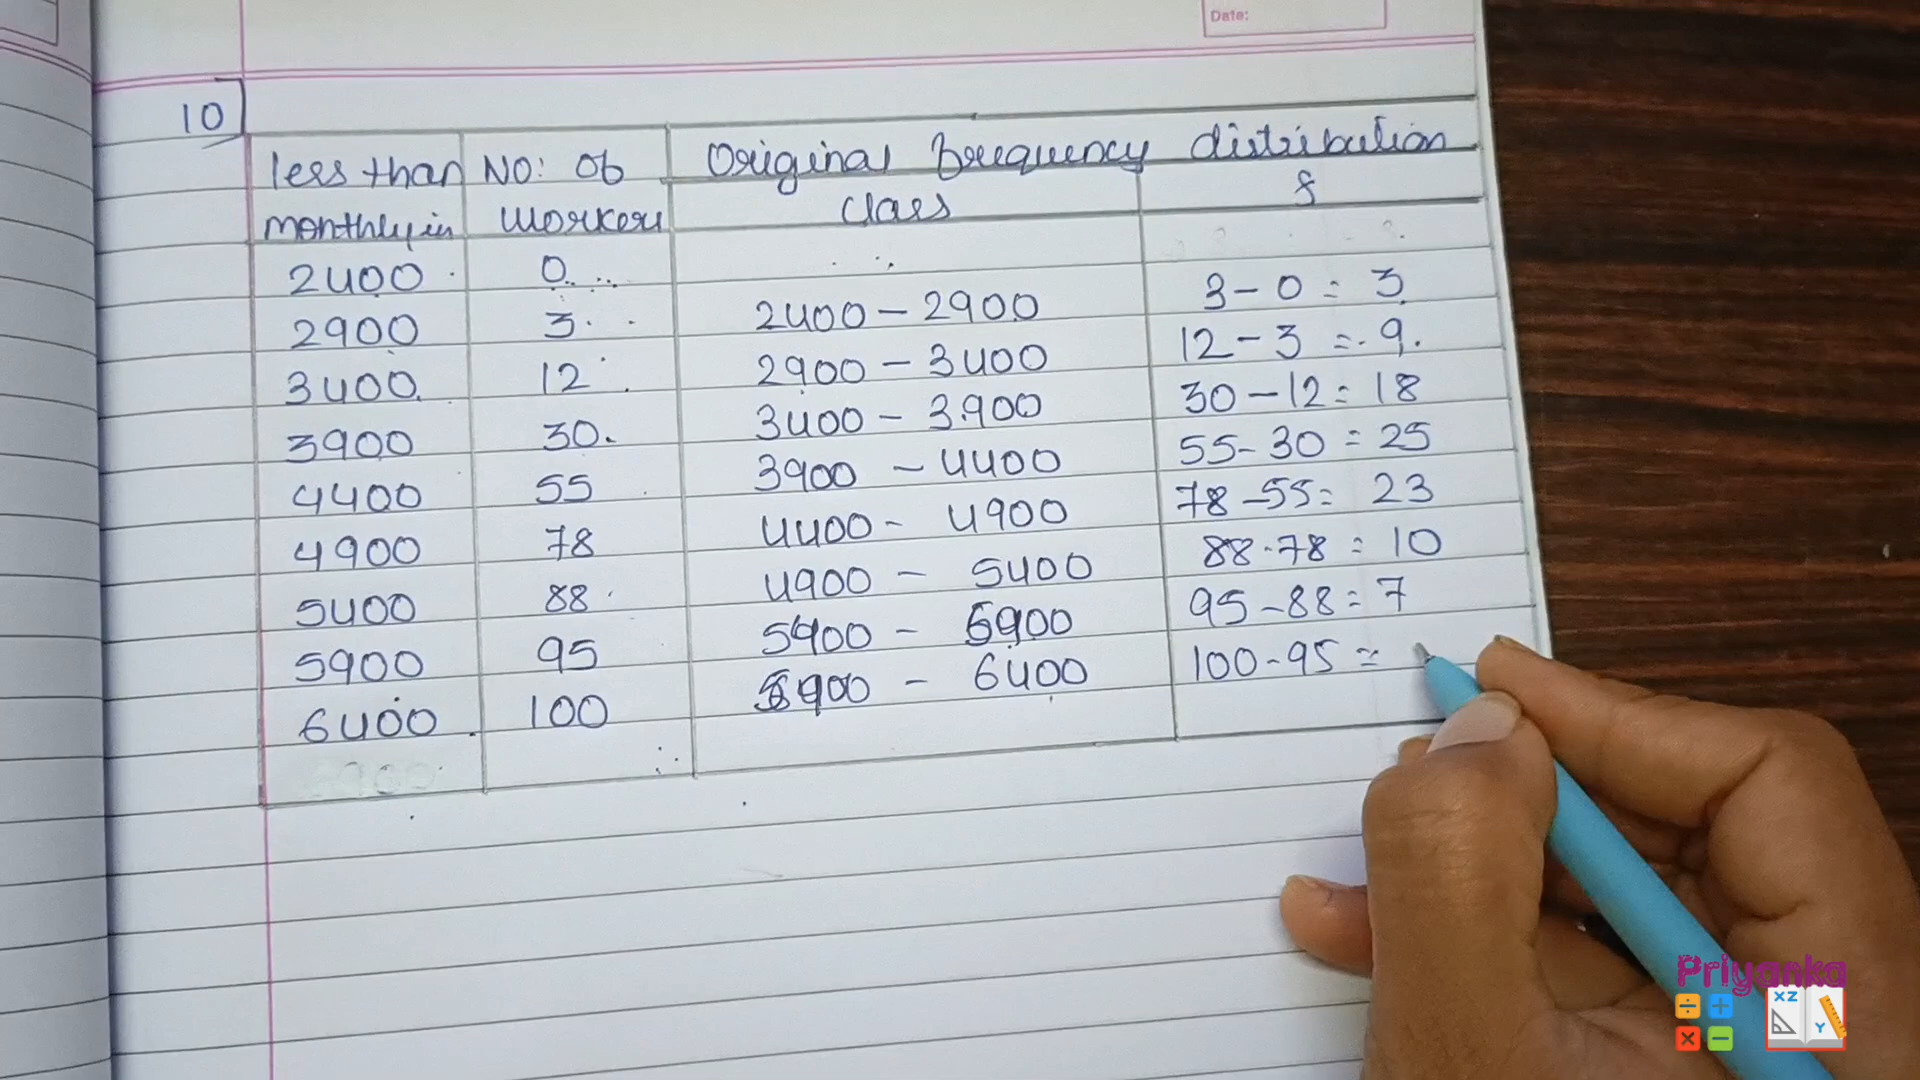 Date:
10
less than NO: of Original frequency distribution
monthly in workers class f
2400 0
2900 3 2400 - 2900 3 - 0 = 3
3400 12 2900 - 3400 12 - 3 = 9
3900 30 3400 - 3900 30 - 12 = 18
4400 55 3900 - 4400 55 - 30 = 25
4900 78 4400 - 4900 78 - 55 = 23
5400 88 4900 - 5400 88 - 78 = 10
5900 95 5400 - 5900 95 - 88 = 7
6400 100 5900 - 6400 100 - 95 =
Priyanka
XZ
Y